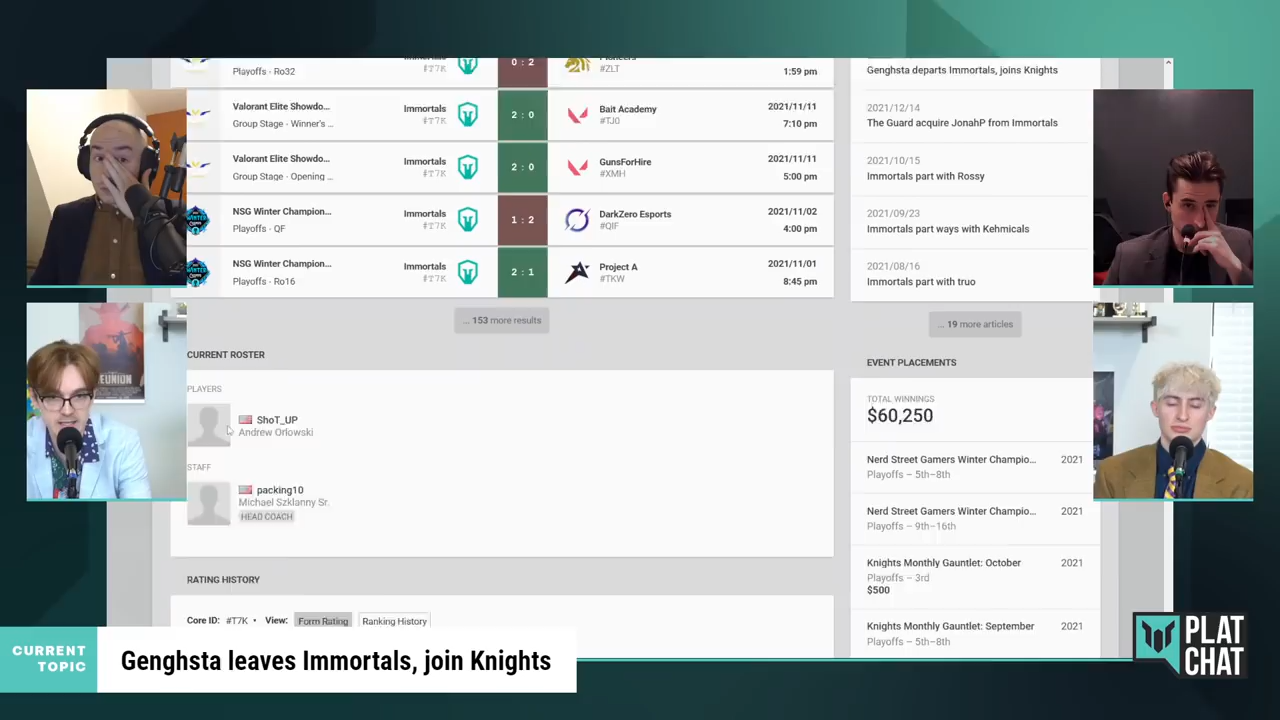 Immortals
Pioneers
Playoffs · Ro32
#T7K
0 : 2
#ZLT
1:59 pm
Valorant Elite Showdo...
Immortals
Bait Academy
2021/11/11
Group Stage · Winner's ...
#T7K
2 : 0
#TJ0
7:10 pm
Valorant Elite Showdo...
Immortals
GunsForHire
2021/11/11
Group Stage · Opening ...
#T7K
2 : 0
#XMH
5:00 pm
NSG Winter Champion...
Immortals
DarkZero Esports
2021/11/02
Playoffs · QF
#T7K
1 : 2
#QIF
4:00 pm
NSG Winter Champion...
Immortals
Project A
2021/11/01
Playoffs · Ro16
#T7K
2 : 1
#TKW
8:45 pm
... 153 more results
Genghsta departs Immortals, joins Knights
2021/12/14
The Guard acquire JonahP from Immortals
2021/10/15
Immortals part with Rossy
2021/09/23
Immortals part ways with Kehmicals
2021/08/16
Immortals part with truo
... 19 more articles
CURRENT ROSTER
PLAYERS
ShoT_UP
Andrew Orlowski
STAFF
packing10
Michael Szklanny Sr.
HEAD COACH
RATING HISTORY
Core ID: #T7K • View: Form Rating Ranking History
EVENT PLACEMENTS
TOTAL WINNINGS
$60,250
Nerd Street Gamers Winter Champio... 2021
Playoffs – 5th–8th
Nerd Street Gamers Winter Champio... 2021
Playoffs – 9th–16th
Knights Monthly Gauntlet: October 2021
Playoffs – 3rd
$500
Knights Monthly Gauntlet: September 2021
Playoffs – 5th–8th
CURRENT
TOPIC
Genghsta leaves Immortals, join Knights
PLAT
CHAT